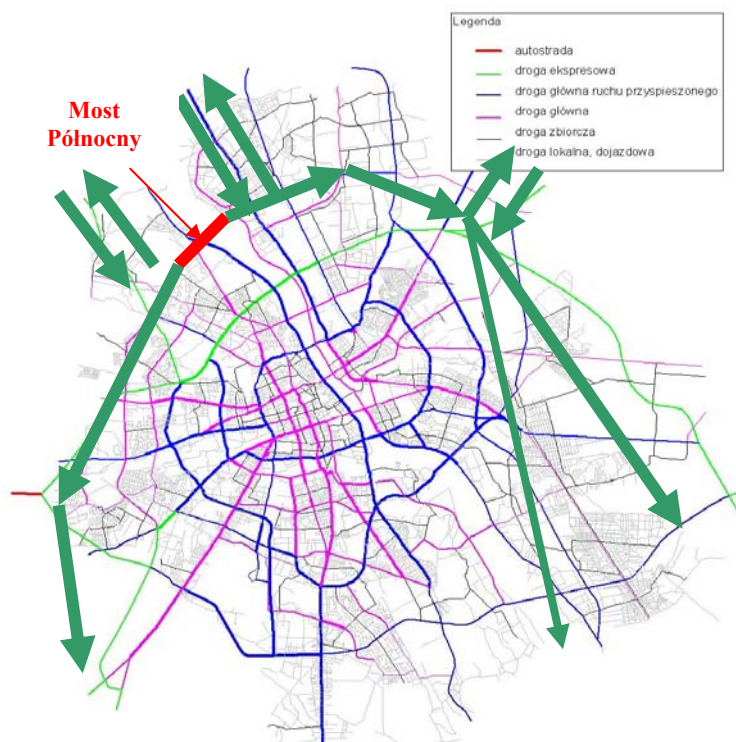 Legenda
autostrada
droga ekspresowa
droga główna ruchu przyspieszonego
droga główna
droga zbiorcza
droga lokalna, dojazdowa
Most
Północny